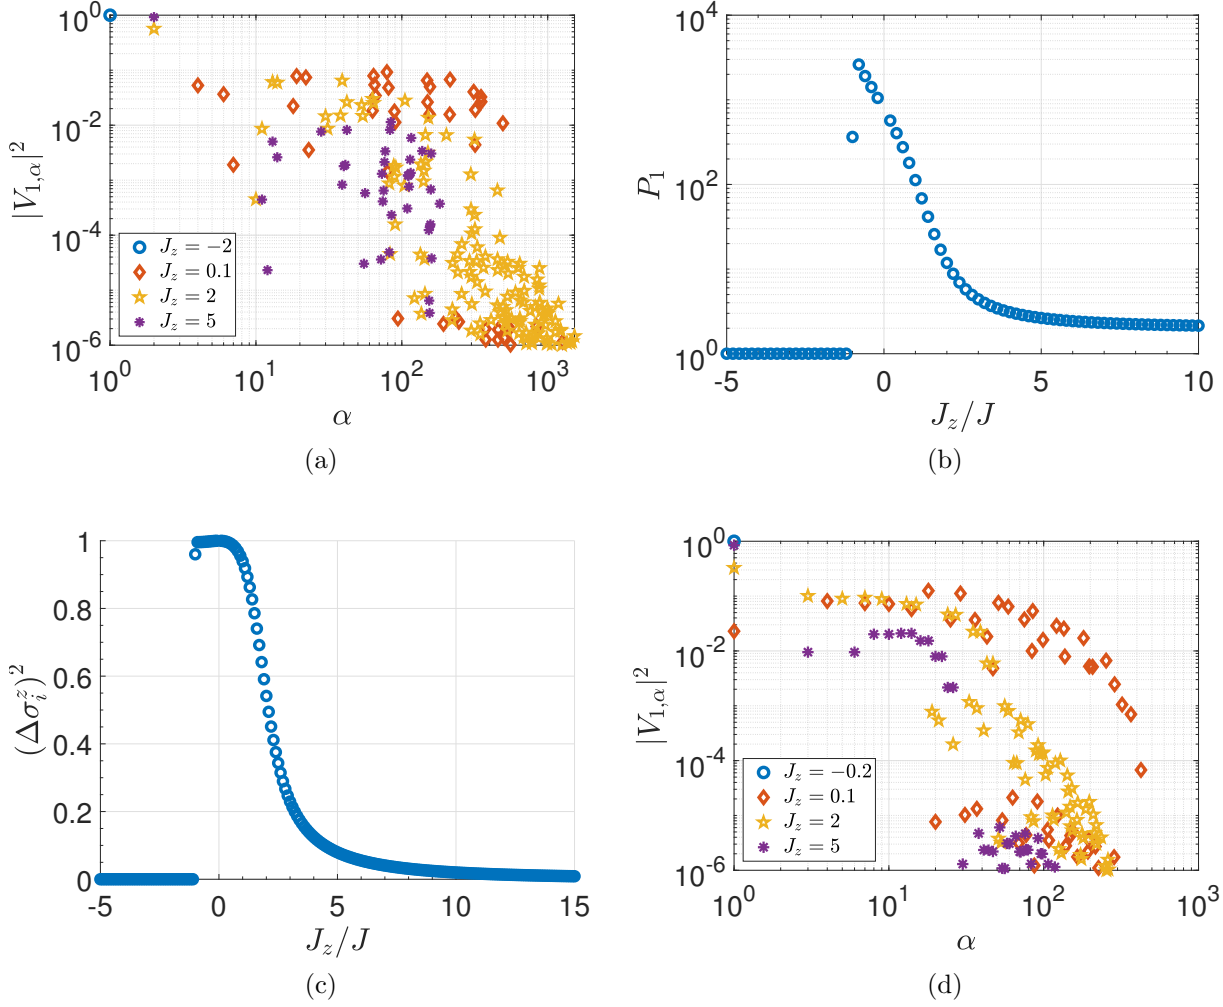 10^0
10^{-2}
10^{-4}
10^{-6}
|V_{1,α}|^2
J_z = −2
J_z = 0.1
J_z = 2
J_z = 5
10^0 10^1 10^2 10^3
α
(a)
10^4
10^2
10^0
P_1
-5 0 5 10
J_z/J
(b)
1
0.8
0.6
0.4
0.2
0
(Δσ_i^z)^2
-5 0 5 10 15
J_z/J
(c)
10^0
10^{-2}
10^{-4}
10^{-6}
|V_{1,α}|^2
J_z = −0.2
J_z = 0.1
J_z = 2
J_z = 5
10^0 10^1 10^2 10^3
α
(d)